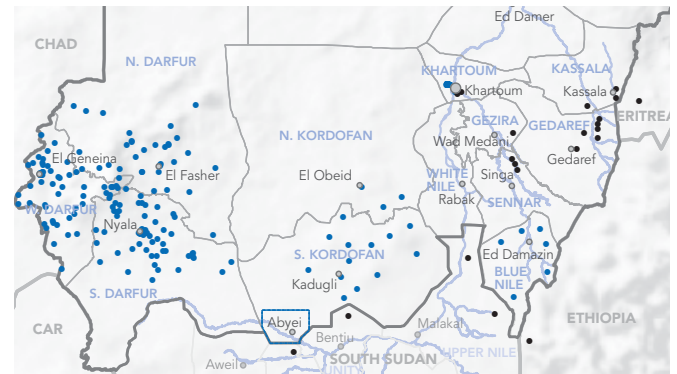 Ed Damer
CHAD
N. DARFUR
KHARTOUM
KASSALA
Khartoum
Kassala
ERITREA
GEZIRA
GEDAREF
N. KORDOFAN
Wad Medani
El Geneina
Gedaref
El Fasher
El Obeid
WHITE
NILE
Singa
Rabak
SENNAR
W. DARFUR
Nyala
S. KORDOFAN
Ed Damazin
Kadugli
BLUE
NILE
S. DARFUR
Abyei
ETHIOPIA
CAR
Bentiu
Malakal
UPPER NILE
SOUTH SUDAN
Aweil
UNITY